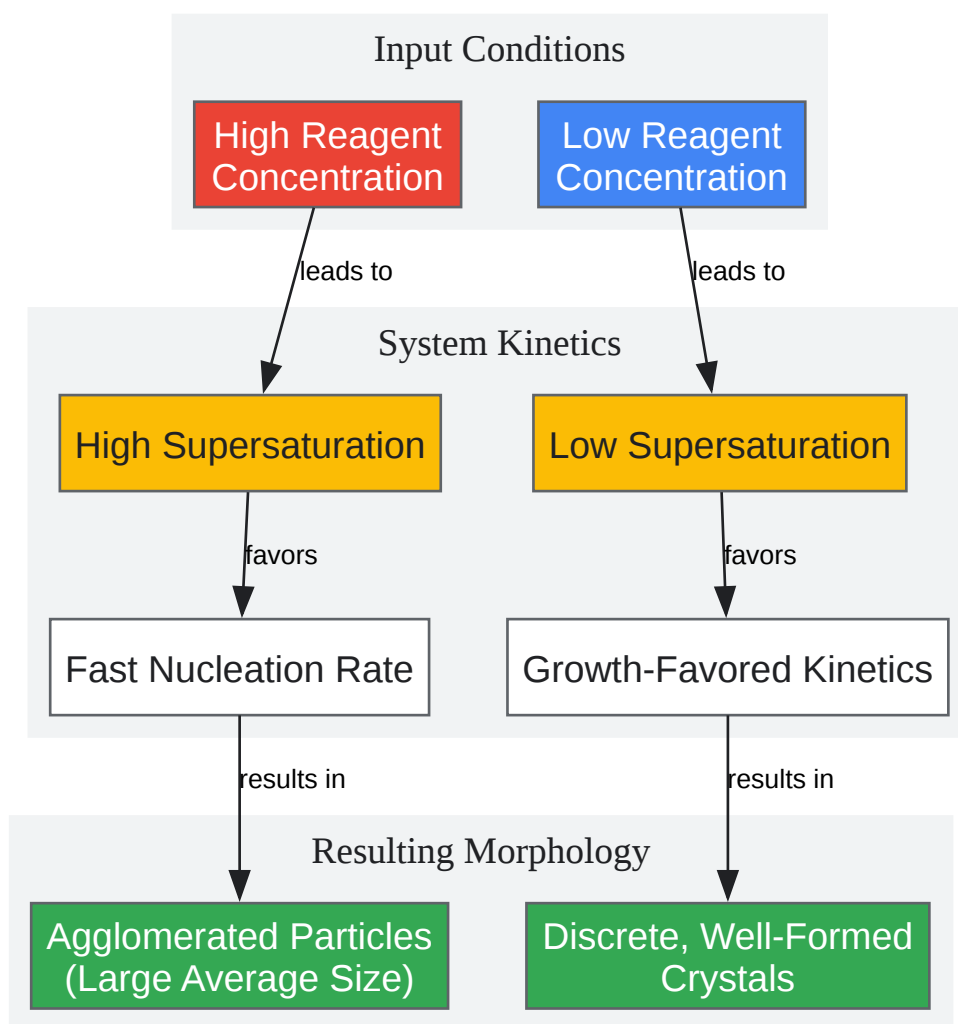 Input Conditions
High Reagent
Concentration
Low Reagent
Concentration
leads to
leads to
System Kinetics
High Supersaturation
Low Supersaturation
favors
favors
Fast Nucleation Rate
Growth-Favored Kinetics
results in
results in
Resulting Morphology
Agglomerated Particles
(Large Average Size)
Discrete, Well-Formed
Crystals